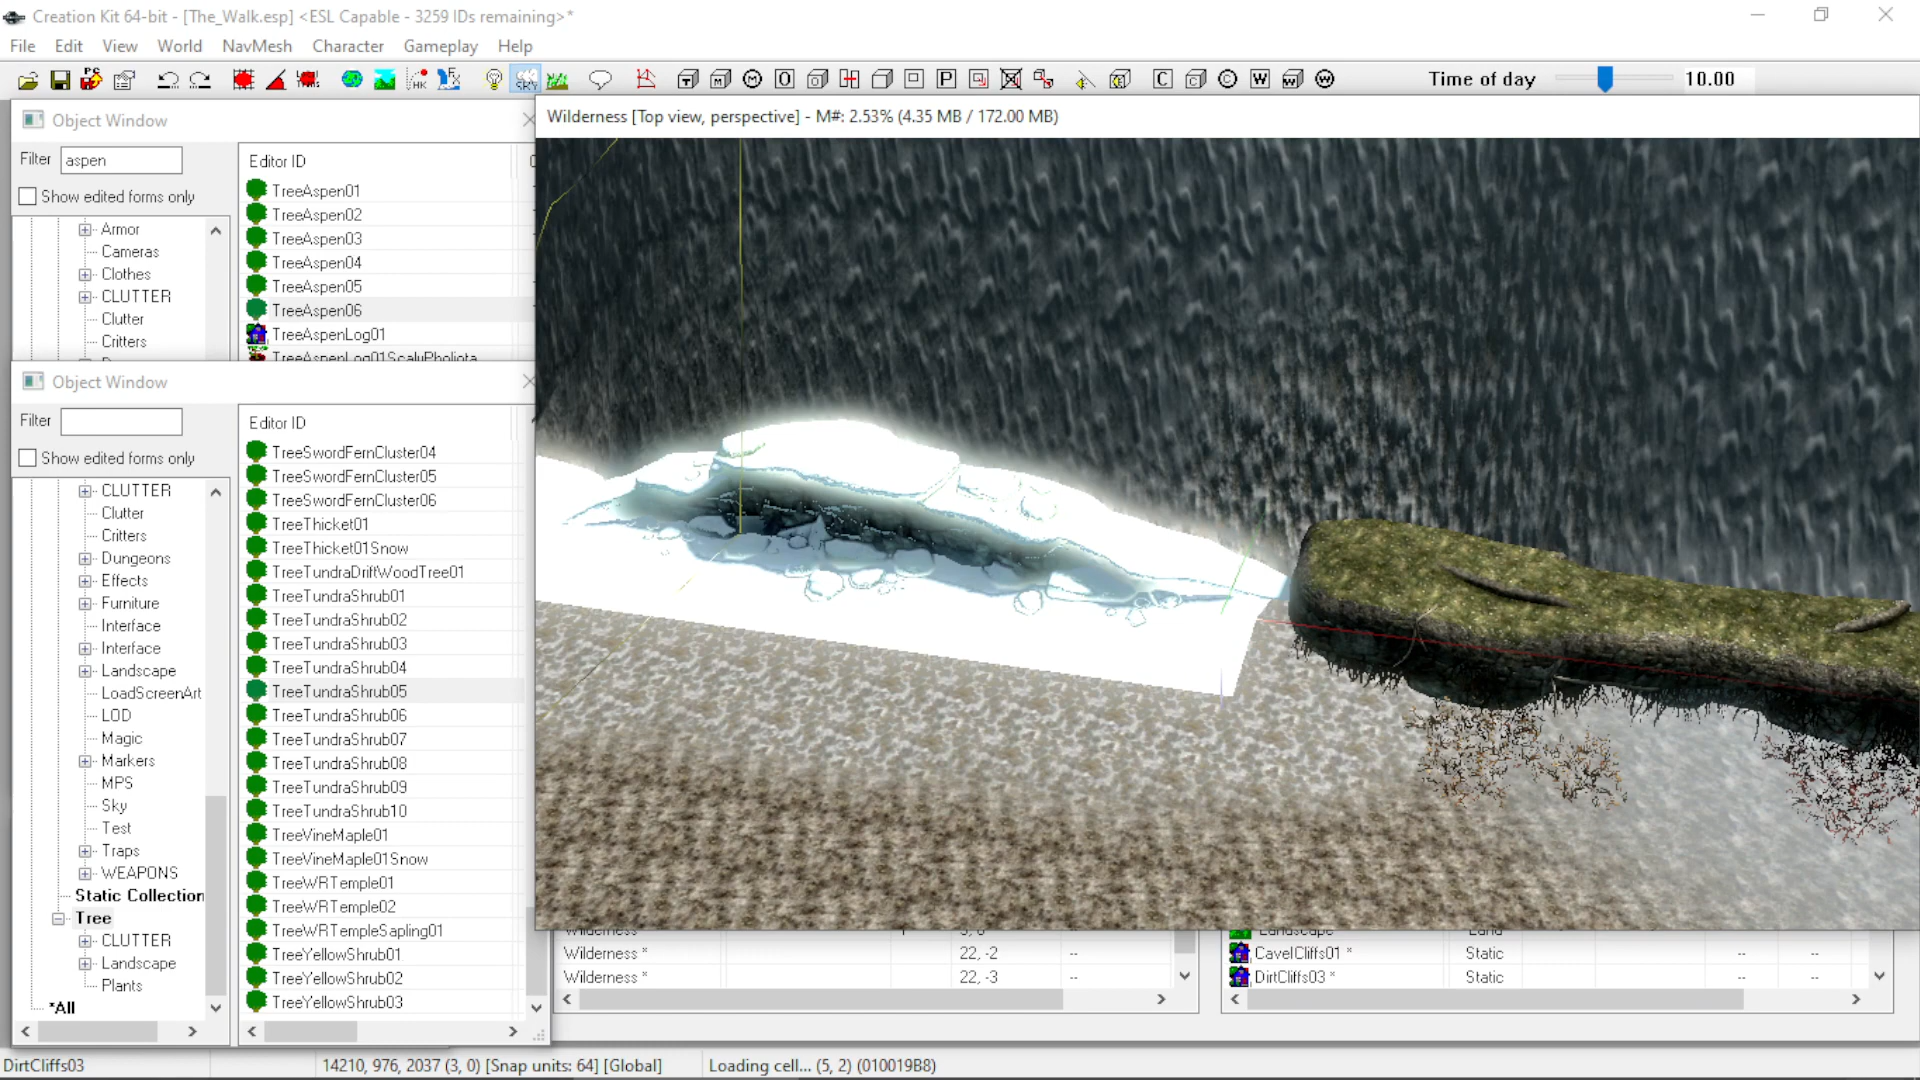 Creation Kit 64-bit - [The_Walk.esp] <ESL Capable - 3259 IDs remaining>*
File Edit View World NavMesh Character Gameplay Help
Time of day 10.00
Object Window
Filter aspen
Show edited forms only
Armor
Cameras
Clothes
CLUTTER
Clutter
Critters
Editor ID
TreeAspen01
TreeAspen02
TreeAspen03
TreeAspen04
TreeAspen05
TreeAspen06
TreeAspenLog01
TreeAspenLog01ScalyPholiota
Object Window
Filter
Show edited forms only
CLUTTER
Clutter
Critters
Dungeons
Effects
Furniture
Interface
Interface
Landscape
LoadScreenArt
LOD
Magic
Markers
MPS
Sky
Test
Traps
WEAPONS
Static Collection
Tree
CLUTTER
Landscape
Plants
*All
Editor ID
TreeSwordFernCluster04
TreeSwordFernCluster05
TreeSwordFernCluster06
TreeThicket01
TreeThicket01Snow
TreeTundraDriftWoodTree01
TreeTundraShrub01
TreeTundraShrub02
TreeTundraShrub03
TreeTundraShrub04
TreeTundraShrub05
TreeTundraShrub06
TreeTundraShrub07
TreeTundraShrub08
TreeTundraShrub09
TreeTundraShrub10
TreeVineMaple01
TreeVineMaple01Snow
TreeWRTemple01
TreeWRTemple02
TreeWRTempleSapling01
TreeYellowShrub01
TreeYellowShrub02
TreeYellowShrub03
Wilderness [Top view, perspective] - M#: 2.53% (4.35 MB / 172.00 MB)
Wilderness
Wilderness * 22, -2 --
Wilderness * 22, -3 --
Landscape Land
CavelCliffs01 * Static -- --
DirtCliffs03 * Static -- --
DirtCliffs03 14210, 976, 2037 (3, 0) [Snap units: 64] [Global] Loading cell... (5, 2) (010019B8)